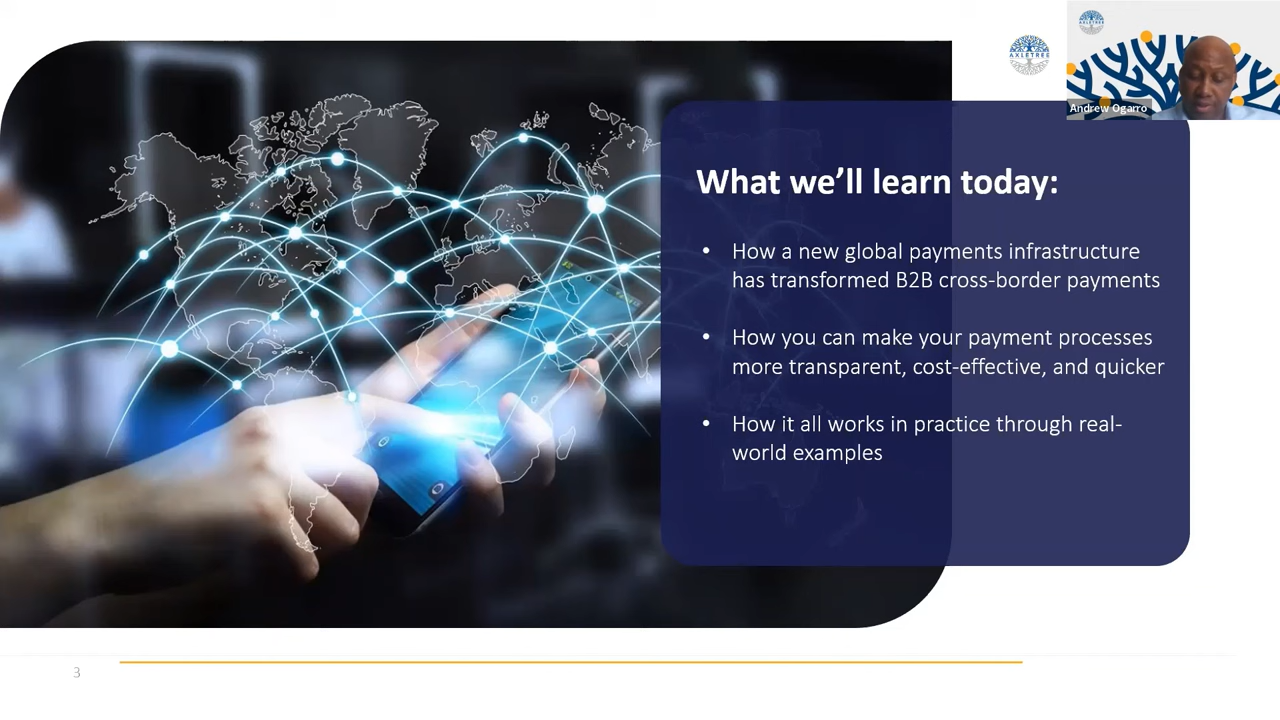 AXLETREE
AXLETREE
Andrew Ogarro
What we’ll learn today:
• How a new global payments infrastructure
has transformed B2B cross-border payments
• How you can make your payment processes
more transparent, cost-effective, and quicker
• How it all works in practice through real-
world examples
3